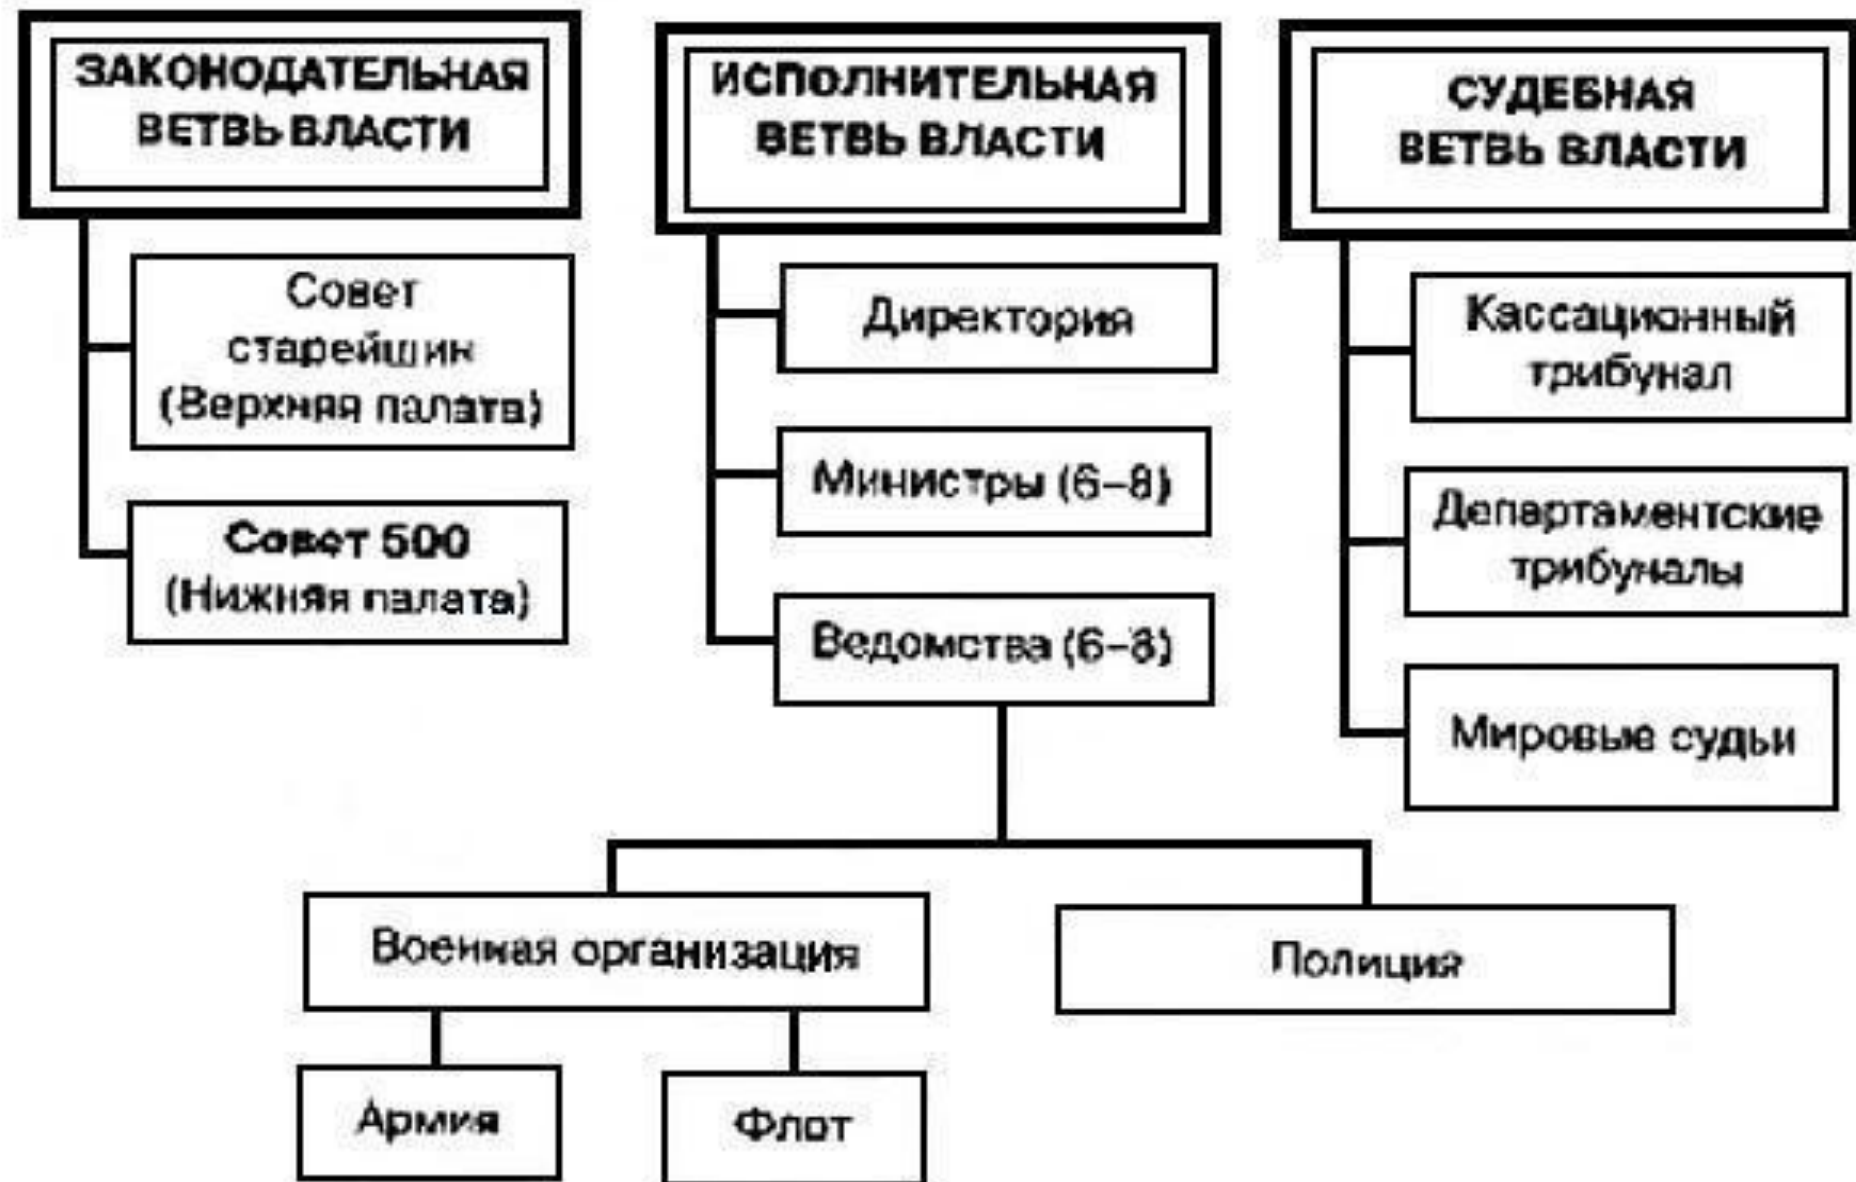 ЗАКОНОДАТЕЛЬНАЯ
ВЕТВЬ ВЛАСТИ
Совет
старейшин
(Верхняя палата)
Совет 500
(Нижняя палата)
ИСПОЛНИТЕЛЬНАЯ
ВЕТВЬ ВЛАСТИ
Директория
Министры (6–8)
Ведомства (6–8)
СУДЕБНАЯ
ВЕТВЬ ВЛАСТИ
Кассационный
трибунал
Департаментские
трибуналы
Мировые судьи
Военная организация
Полиция
Армия
Флот